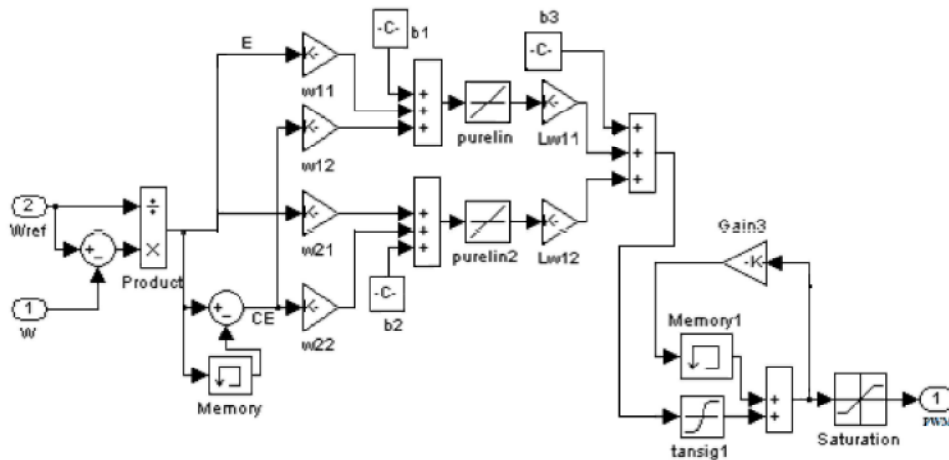 -C-
b1
b3
-C-
E
K-
w11
K-
w12
+
+
+
purelin
K-
Lw11
+
+
+
2
Wref
÷
×
Product
+
-
1
W
K-
w21
+
+
+
purelin2
K-
Lw12
-C-
b2
+
-
CE
K-
w22
Memory
Gain3
-K
Memory1
tansig1
+
+
Saturation
1
PWM